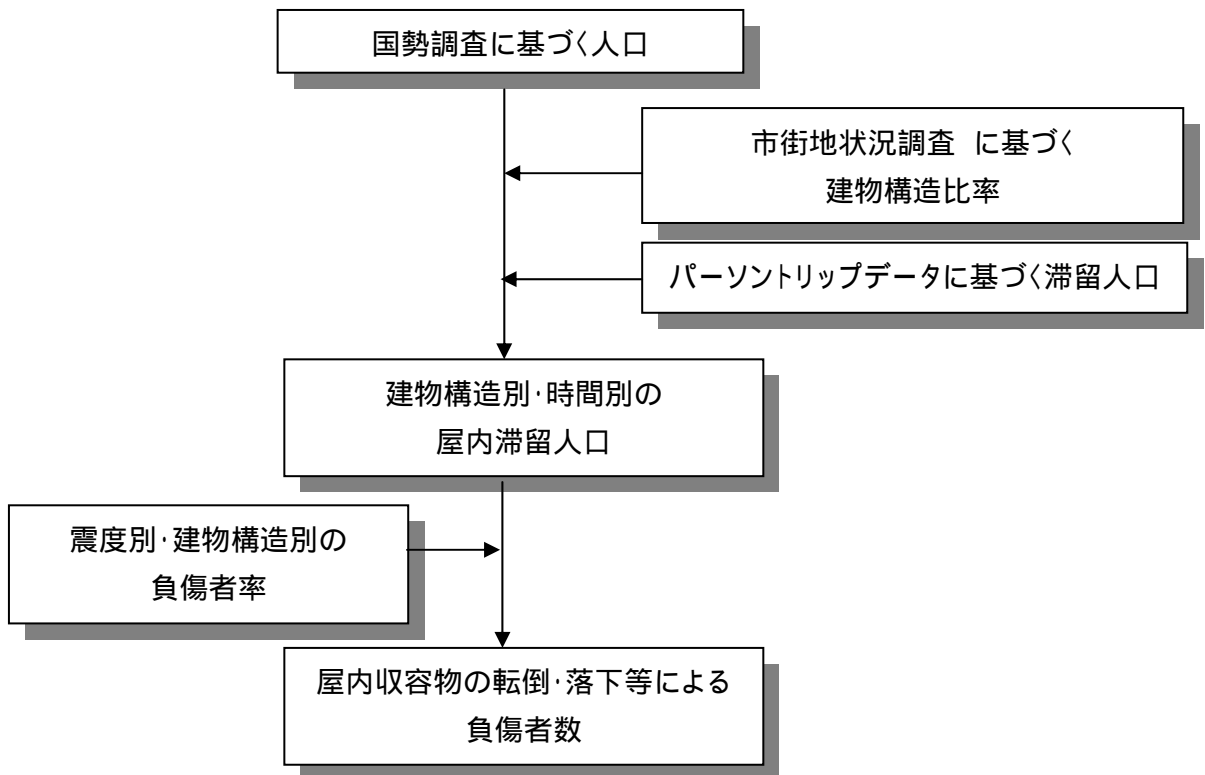 国勢調査に基づく人口
市街地状況調査 に基づく
建物構造比率
パーソントリップデータに基づく滞留人口
建物構造別･時間別の
屋内滞留人口
震度別･建物構造別の
負傷者率
屋内収容物の転倒･落下等による
負傷者数